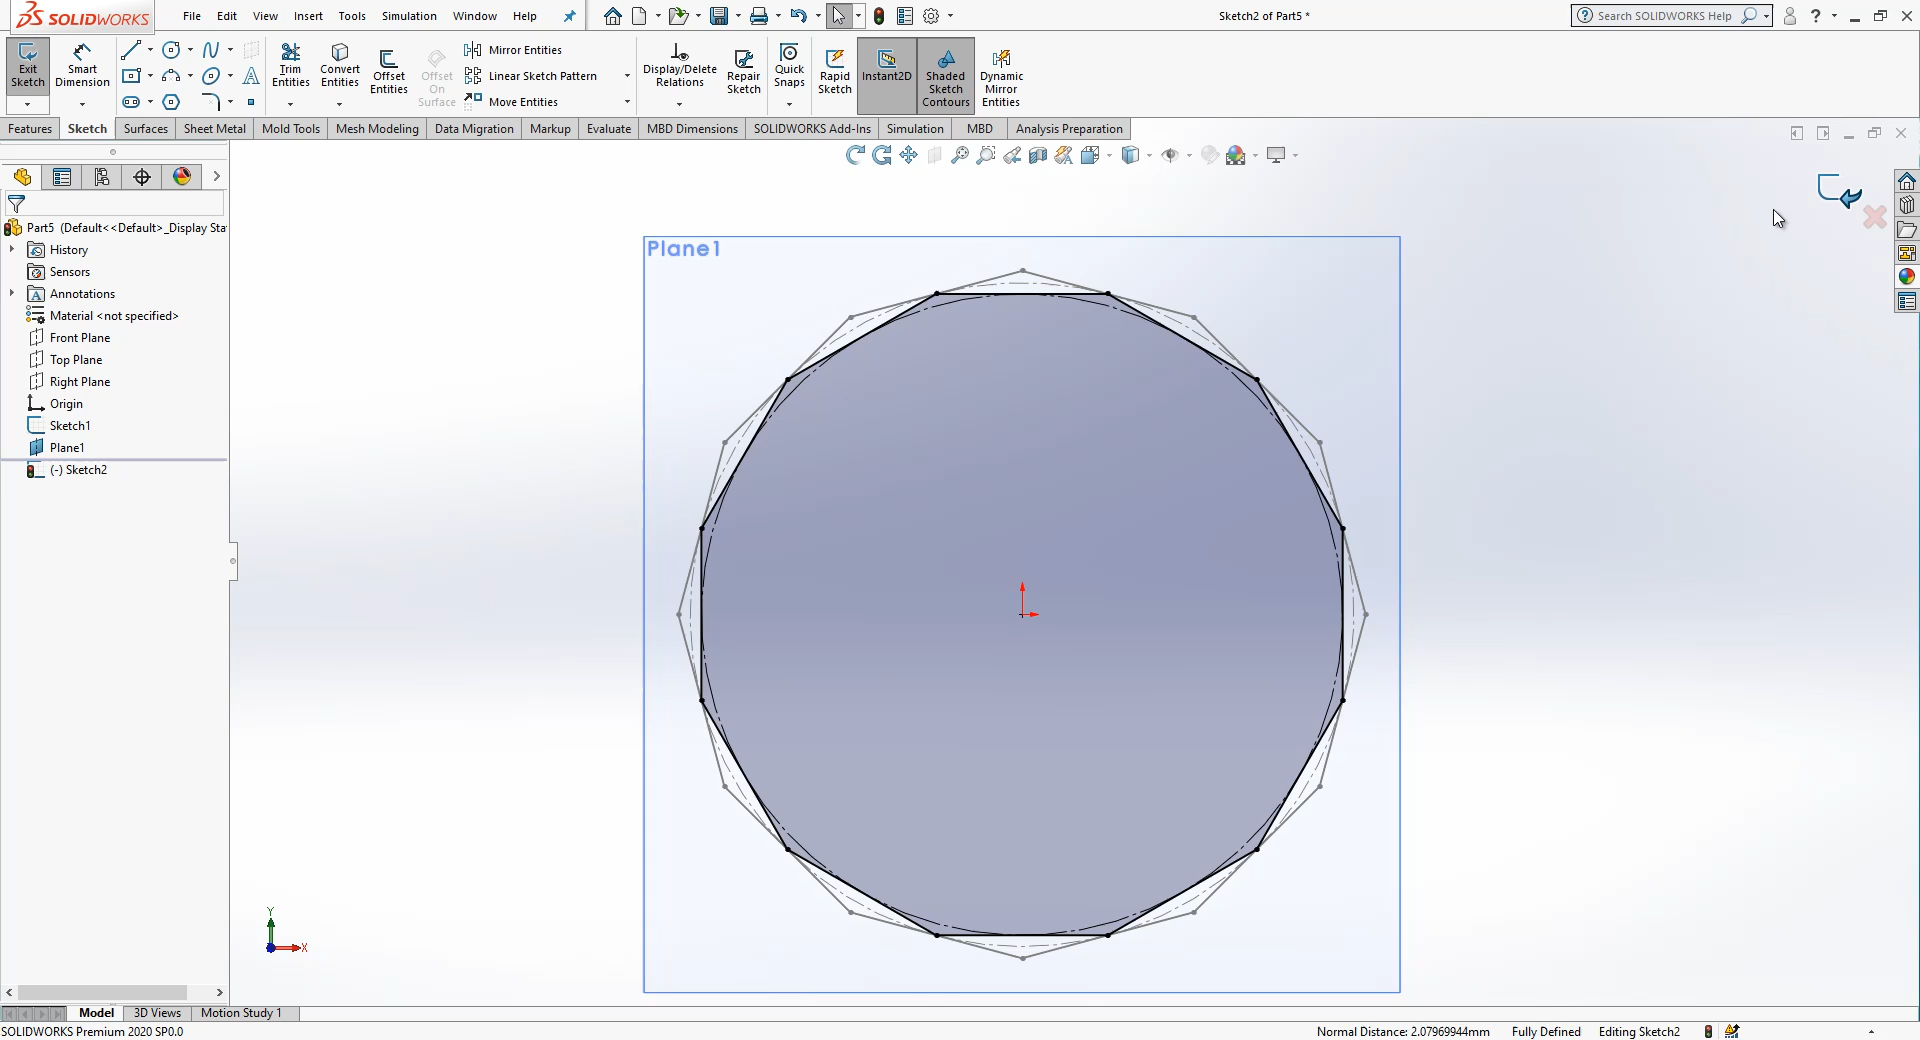 SOLIDWORKS
File Edit View Insert Tools Simulation Window Help
Sketch2 of Part5 *
Search SOLIDWORKS Help
Exit Sketch
Smart Dimension
Trim Entities
Convert Entities
Offset Entities
Offset On Surface
Mirror Entities
Linear Sketch Pattern
Move Entities
Display/Delete Relations
Repair Sketch
Quick Snaps
Rapid Sketch
Instant2D
Shaded Sketch Contours
Dynamic Mirror Entities
Features Sketch Surfaces Sheet Metal Mold Tools Mesh Modeling Data Migration Markup Evaluate MBD Dimensions SOLIDWORKS Add-Ins Simulation MBD Analysis Preparation
Part5 (Default<<Default>_Display Sta
History
Sensors
Annotations
Material <not specified>
Front Plane
Top Plane
Right Plane
Origin
Sketch1
Plane1
(-) Sketch2
Plane1
Y
X
Model 3D Views Motion Study 1
SOLIDWORKS Premium 2020 SP0.0
Normal Distance: 2.07969944mm Fully Defined Editing Sketch2